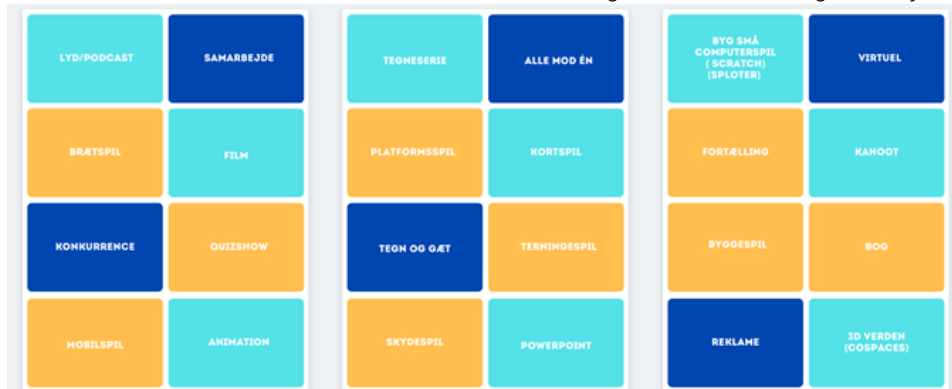 LYD/PODCAST
SAMARBEJDE
BRÆTSPIL
FILM
KONKURRENCE
QUIZSHOW
MOBILSPIL
ANIMATION
TEGNESERIE
ALLE MOD ÉN
PLATFORMSSPIL
KORTSPIL
TEGN OG GÆT
TERNINGESPIL
SKYDESPIL
POWERPOINT
BYG SMÅ
COMPUTERSPIL
( SCRATCH)
(SPLOTER)
VIRTUEL
FORTÆLLING
KAHOOT
BYGGESPIL
BOG
REKLAME
3D VERDEN
(COSPACES)